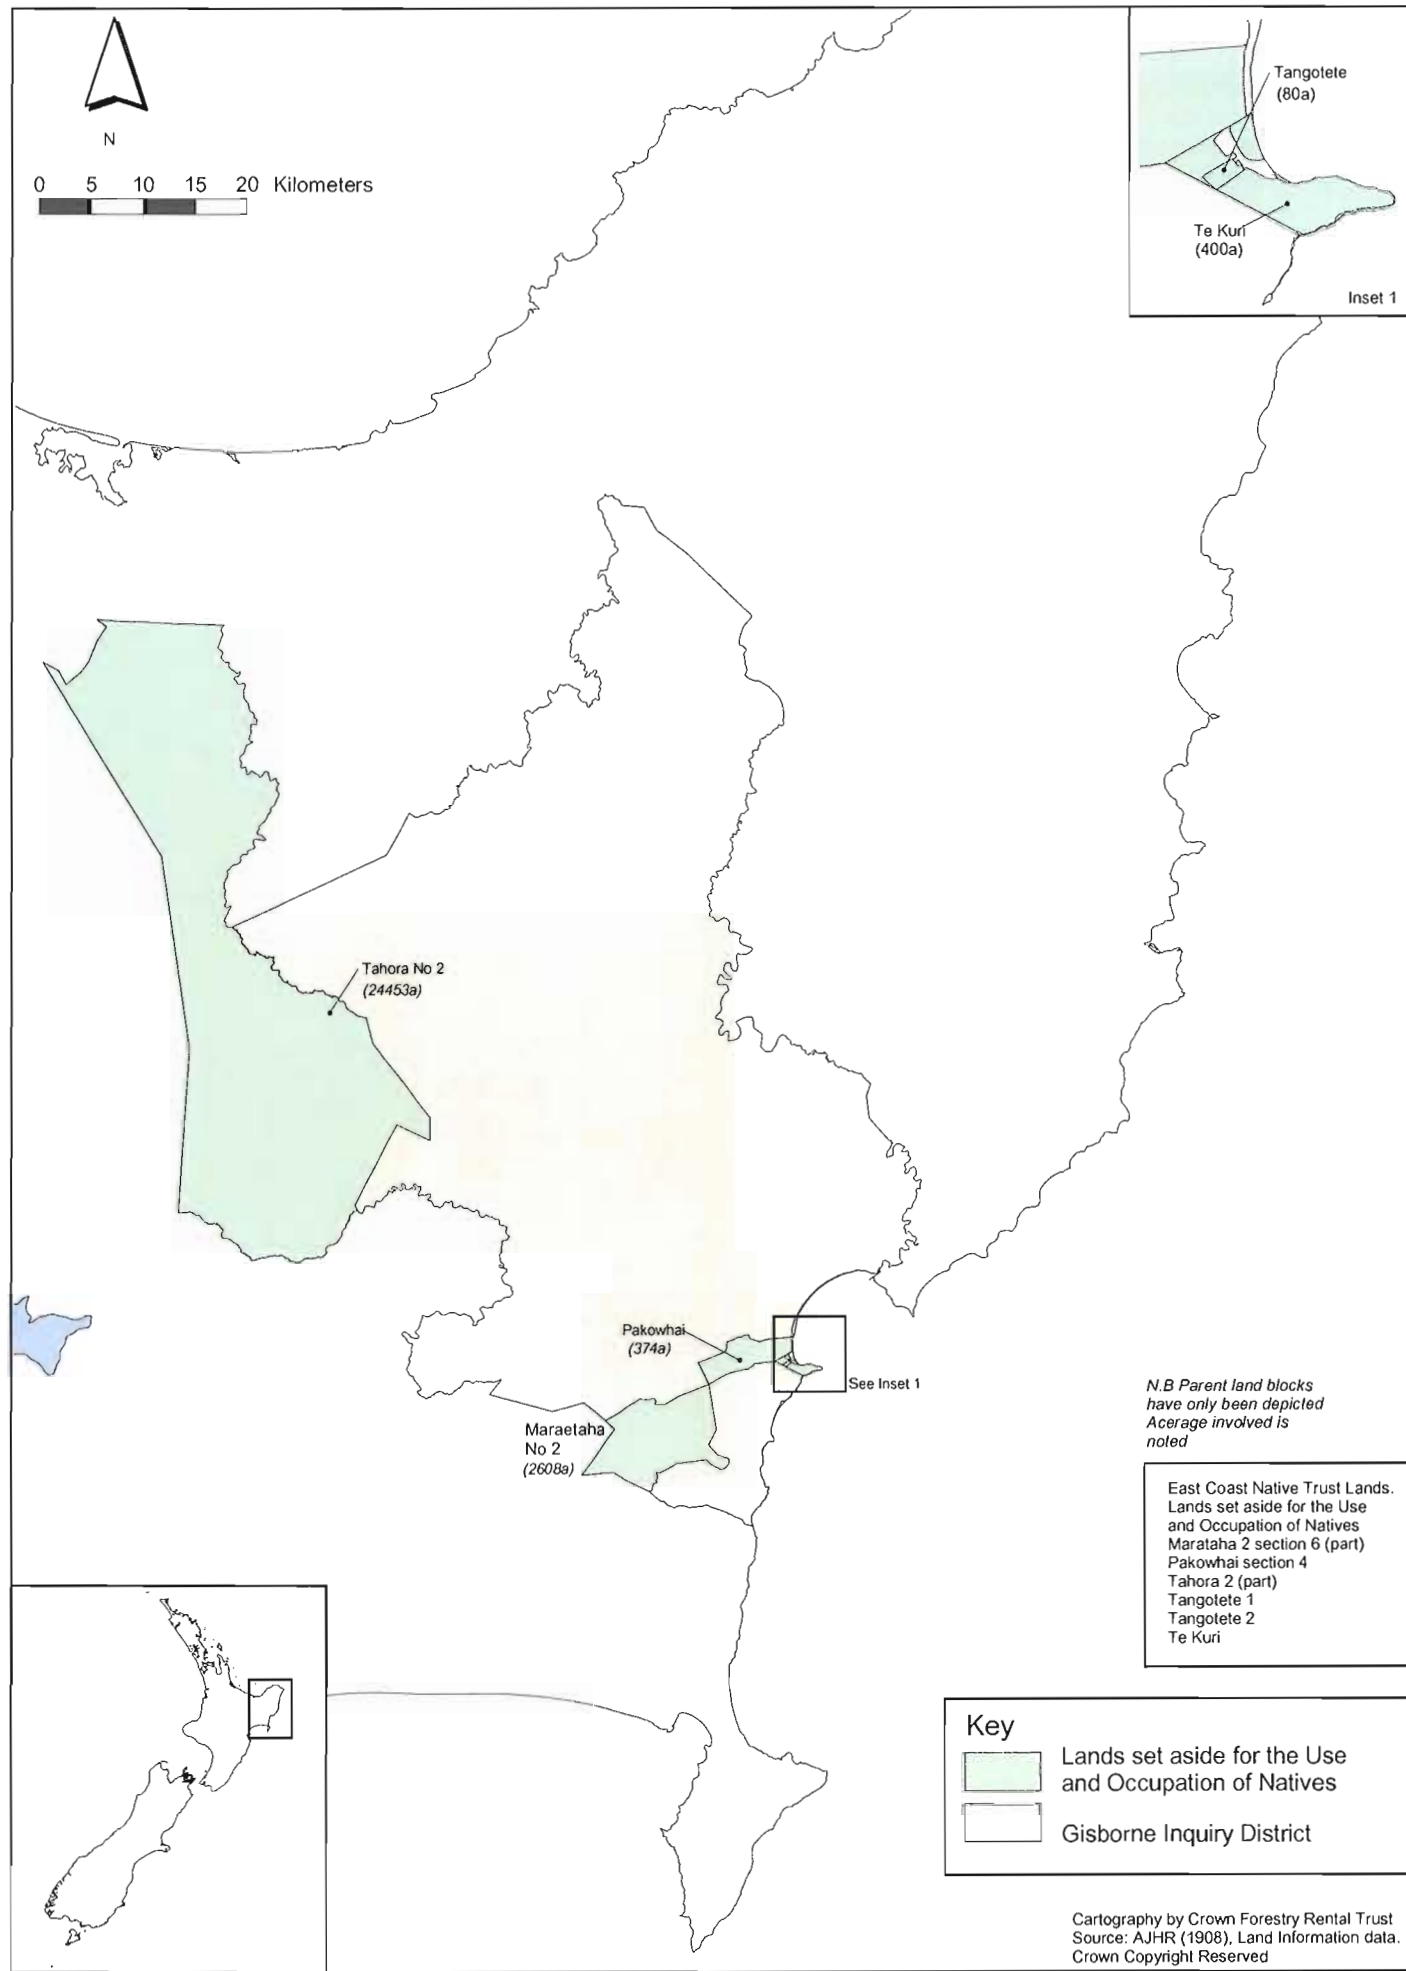 N
0 5 10 15 20 Kilometers
Tangotete
(80a)
Te Kuri
(400a)
Inset 1
Tahora No 2
(24453a)
Pakowhai
(374a)
See Inset 1
Maraetaha
No 2
(2608a)
N.B Parent land blocks
have only been depicted
Acerage involved is
noted
East Coast Native Trust Lands.
Lands set aside for the Use
and Occupation of Natives
Marataha 2 section 6 (part)
Pakowhai section 4
Tahora 2 (part)
Tangotete 1
Tangotete 2
Te Kuri
Key
Lands set aside for the Use
and Occupation of Natives
Gisborne Inquiry District
Cartography by Crown Forestry Rental Trust
Source: AJHR (1908), Land Information data.
Crown Copyright Reserved